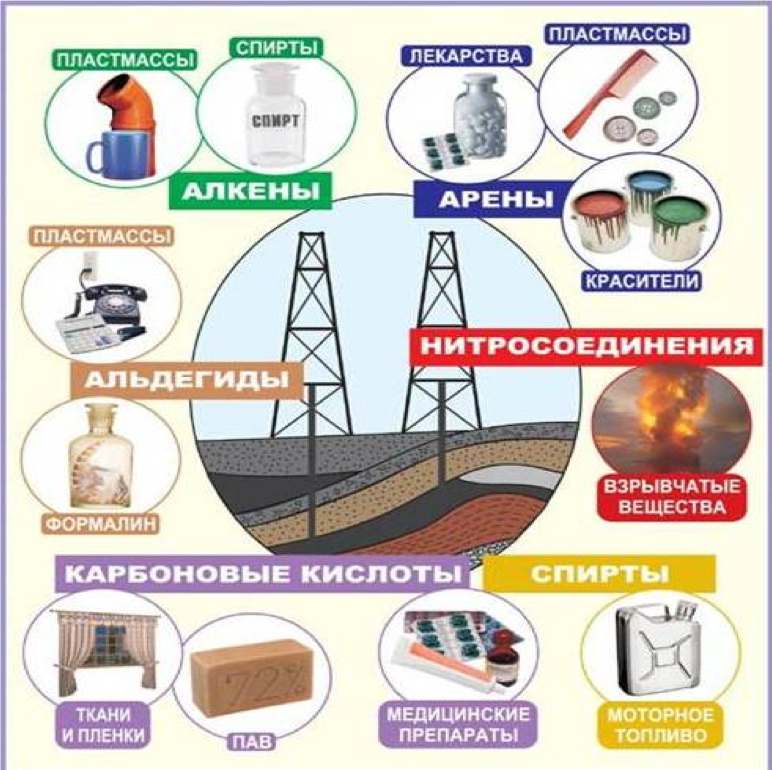 ПЛАСТМАССЫ
СПИРТЫ
СПИРТ
АЛКЕНЫ
ЛЕКАРСТВА
ПЛАСТМАССЫ
АРЕНЫ
КРАСИТЕЛИ
ПЛАСТМАССЫ
АЛЬДЕГИДЫ
ФОРМАЛИН
НИТРОСОЕДИНЕНИЯ
ВЗРЫВЧАТЫЕ
ВЕЩЕСТВА
КАРБОНОВЫЕ КИСЛОТЫ
СПИРТЫ
72%
ТКАНИ
И ПЛЕНКИ
ПАВ
МЕДИЦИНСКИЕ
ПРЕПАРАТЫ
МОТОРНОЕ
ТОПЛИВО